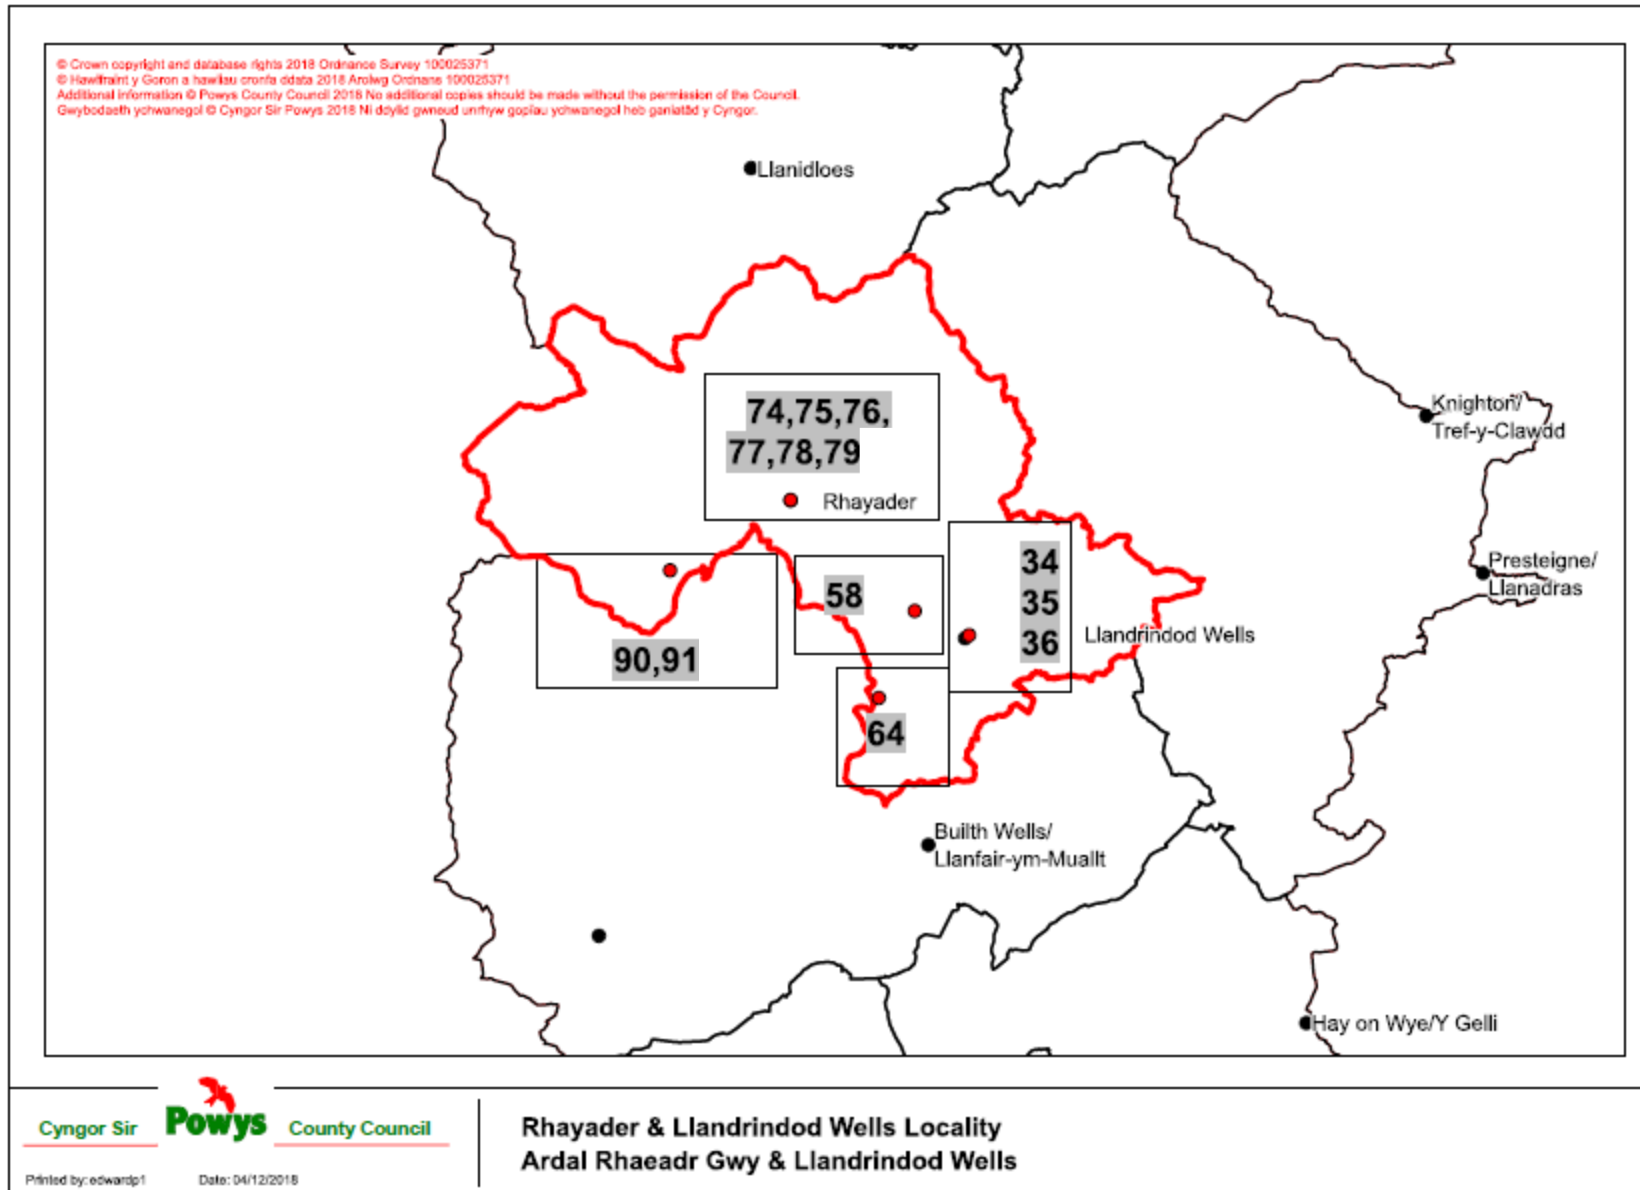 © Crown copyright and database rights 2018 Ordnance Survey 100025371
© Hawlfraint y Goron a hawliau cronfa ddata 2018 Arolwg Ordnans 100025371
Additional information © Powys County Council 2018 No additional copies should be made without the permission of the Council.
Gwybodaeth ychwanegol © Cyngor Sir Powys 2018 Ni ddylid gwneud unrhyw gopïau ychwanegol heb ganiatâd y Cyngor.
Llanidloes
Knighton/
Tref-y-Clawdd
74,75,76,
77,78,79
Rhayader
34
35
36
Presteigne/
Llanadras
58
Llandrindod Wells
90,91
64
Builth Wells/
Llanfair-ym-Muallt
Hay on Wye/Y Gelli
Cyngor Sir Powys County Council
Printed by: edwardp1 Date: 04/12/2018
Rhayader & Llandrindod Wells Locality
Ardal Rhaeadr Gwy & Llandrindod Wells